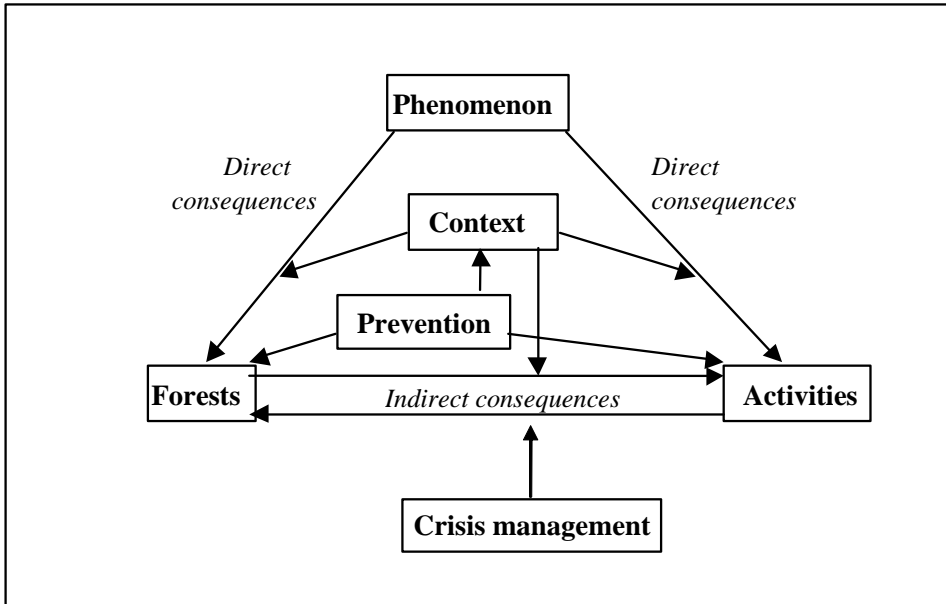 Phenomenon
Direct
consequences
Direct
consequences
Context
Prevention
Forests
Indirect consequences
Activities
Crisis management